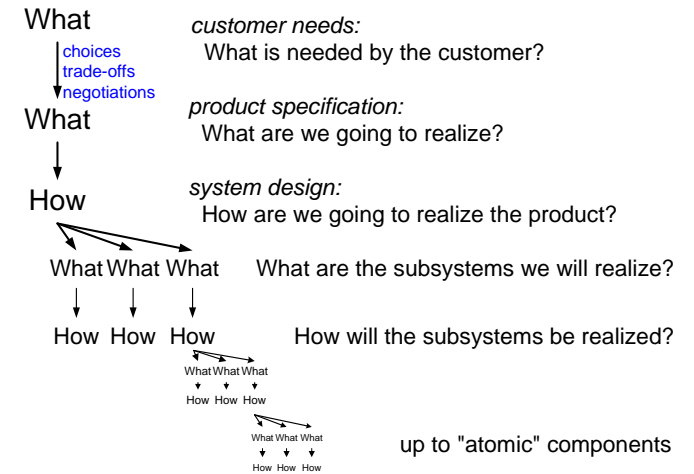 What
customer needs:
What is needed by the customer?
choices
trade-offs
negotiations
What
product specification:
What are we going to realize?
How
system design:
How are we going to realize the product?
What What What What are the subsystems we will realize?
How How How How will the subsystems be realized?
What What What
How How How
What What What
How How How
up to "atomic" components